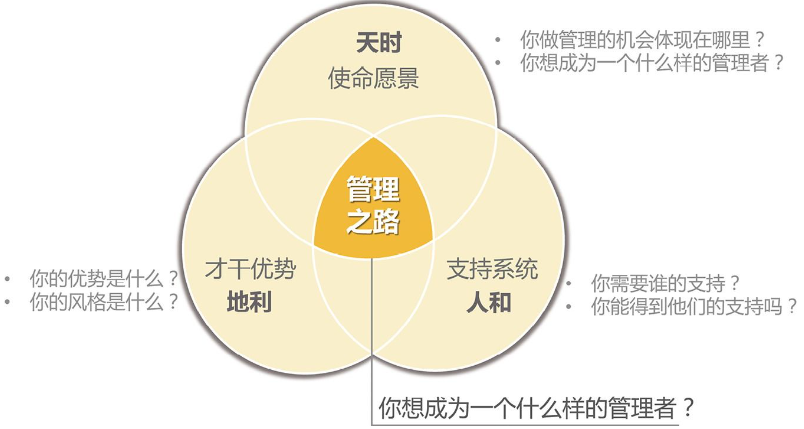 天时
使命愿景
• 你做管理的机会体现在哪里？
• 你想成为一个什么样的管理者？
管理
之路
才干优势
地利
• 你的优势是什么？
• 你的风格是什么？
支持系统
人和
• 你需要谁的支持？
• 你能得到他们的支持吗？
你想成为一个什么样的管理者？